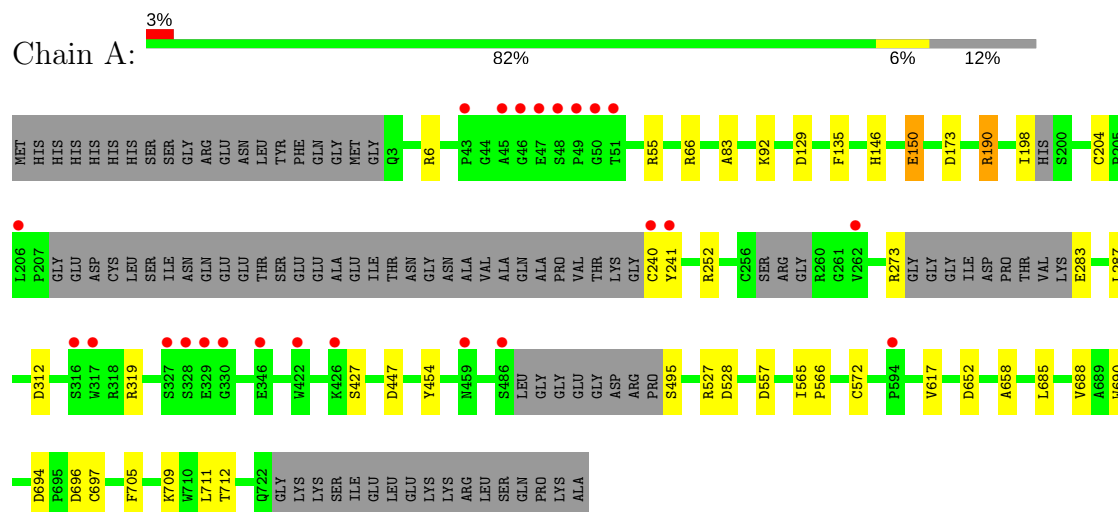 3%
Chain A:
82% 6% 12%
MET HIS HIS HIS HIS HIS HIS SER SER GLY ARG GLU ASN LEU TYR PHE GLN GLY MET GLY Q3 R6 P43 G44 A45 G46 E47 S48 P49 G50 T51 R55 R66 A83 K92 D129 F135 H146 E150 D173 R190 I198 HIS S200 C204 P205
L206 P207 GLY GLU ASP CYS LEU SER ILE ASN GLN GLU GLU THR SER GLU GLU ALA GLU ILE THR ASN GLY ASN ALA VAL ALA GLN ALA PRO VAL THR LYS GLY C240 Y241 R252 C256 SER ARG GLY R260 G261 V262 R273 GLY GLY GLY ILE ASP PRO THR VAL LYS E283 L287
D312 S316 W317 R318 R319 S327 S328 E329 G330 E346 W422 K426 S427 D447 Y454 N459 S486 LEU GLY GLY GLU GLY ASP ARG PRO S495 R527 D528 D557 I565 P566 C572 P594 V617 D652 A658 L685 V688 A689 W690
D694 P695 D696 C697 F705 K709 W710 L711 T712 Q722 GLY LYS LYS SER ILE GLU LEU GLU LYS LYS ARG LEU SER GLN PRO LYS ALA